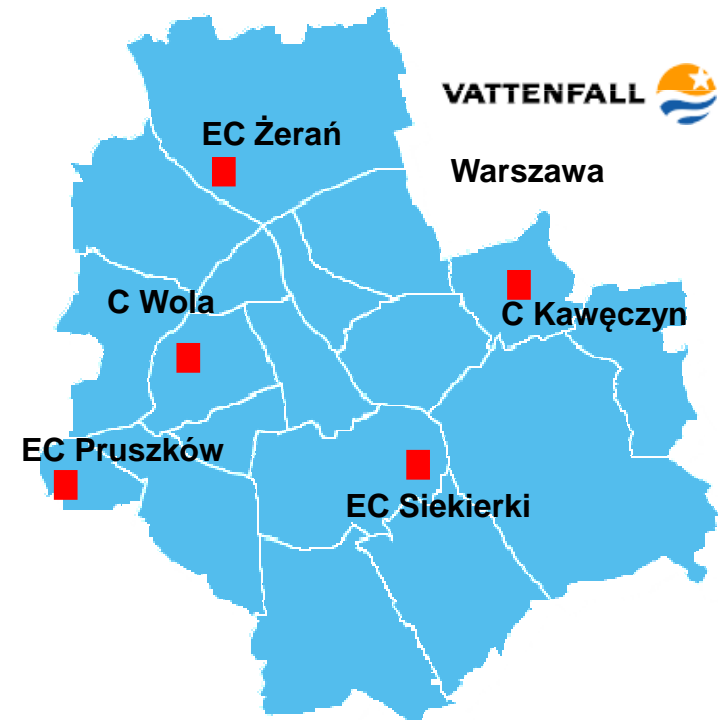 VATTENFALL
EC Żerań
Warszawa
C Wola
C Kawęczyn
EC Pruszków
EC Siekierki